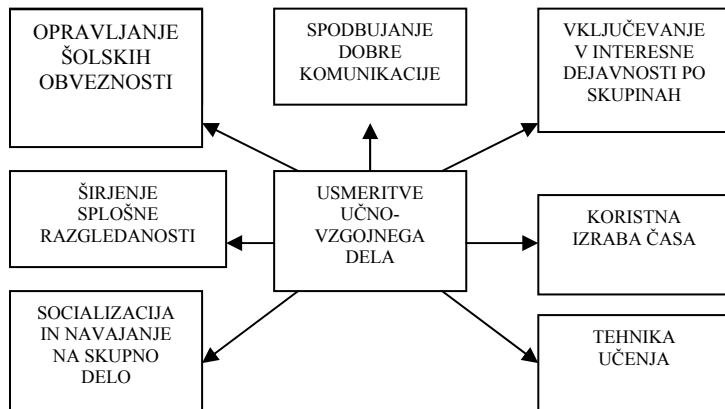 OPRAVLJANJE
ŠOLSKIH
OBVEZNOSTI
SPODBUJANJE
DOBRE
KOMUNIKACIJE
VKLJUČEVANJE
V INTERESNE
DEJAVNOSTI PO
SKUPINAH
ŠIRJENJE
SPLOŠNE
RAZGLEDANOSTI
USMERITVE
UČNO-
VZGOJNEGA
DELA
KORISTNA
IZRABA ČASA
SOCIALIZACIJA
IN NAVAJANJE
NA SKUPNO
DELO
TEHNIKA
UČENJA